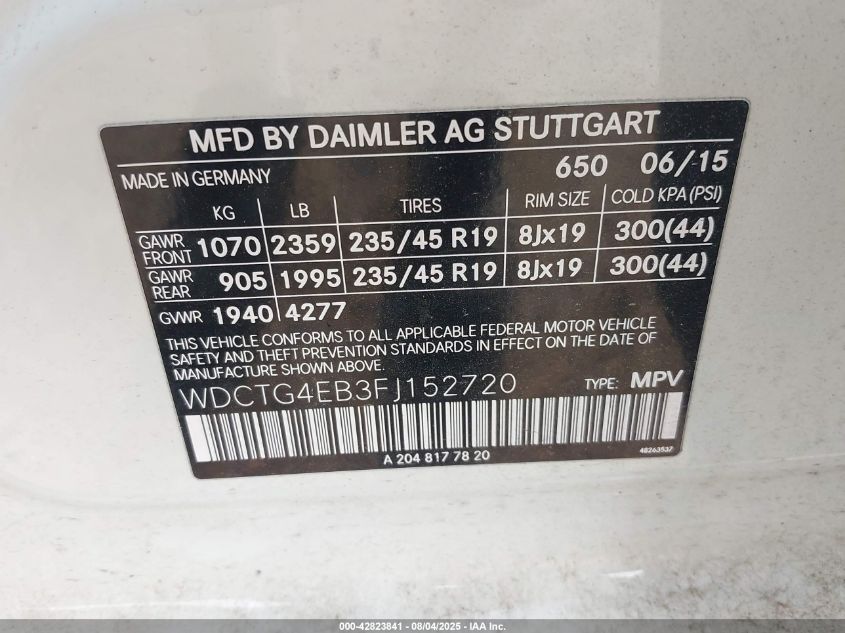 MFD BY DAIMLER AG STUTTGART
MADE IN GERMANY 650 06/15
KG LB TIRES RIM SIZE COLD KPA (PSI)
GAWR FRONT 1070 2359 235/45 R19 8Jx19 300(44)
GAWR REAR 905 1995 235/45 R19 8Jx19 300(44)
GVWR 1940 4277
THIS VEHICLE CONFORMS TO ALL APPLICABLE FEDERAL MOTOR VEHICLE
SAFETY AND THEFT PREVENTION STANDARDS IN EFFECT ON THE DATE OF
MANUFACTURE SHOWN ABOVE.
WDCTG4EB3FJ152720 TYPE: MPV
A 204 817 78 20 48263537
000-42823841 - 08/04/2025 - IAA Inc.